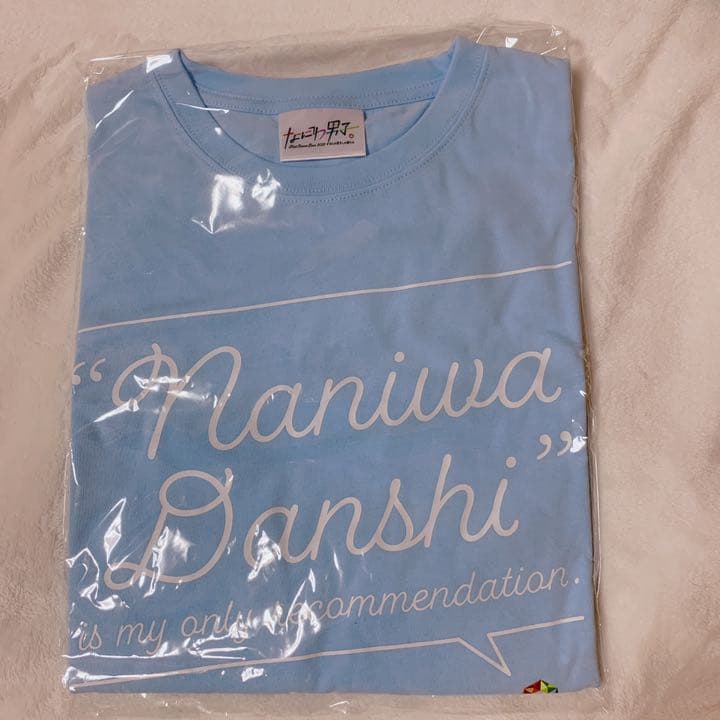 なにわ男子
"Naniwa
Danshi"
is my only recommendation.